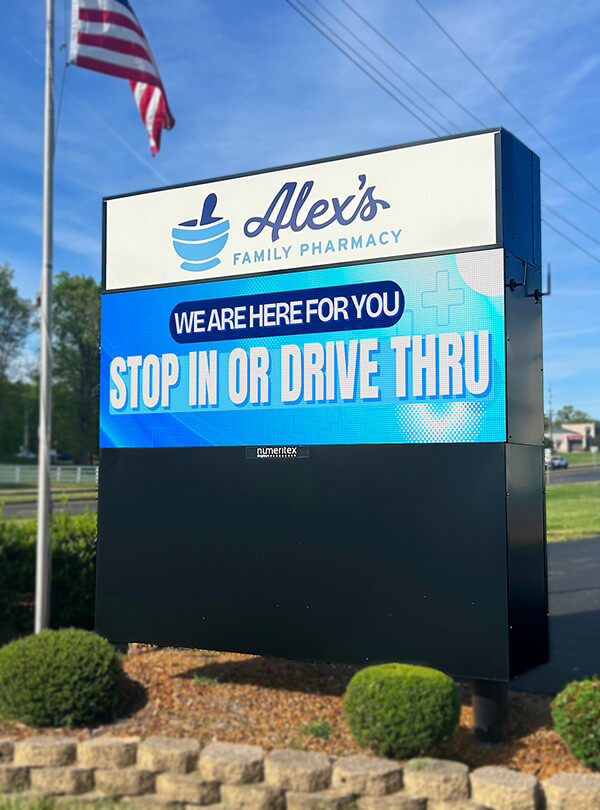 Alex's
FAMILY PHARMACY
WE ARE HERE FOR YOU
STOP IN OR DRIVE THRU
numeritex